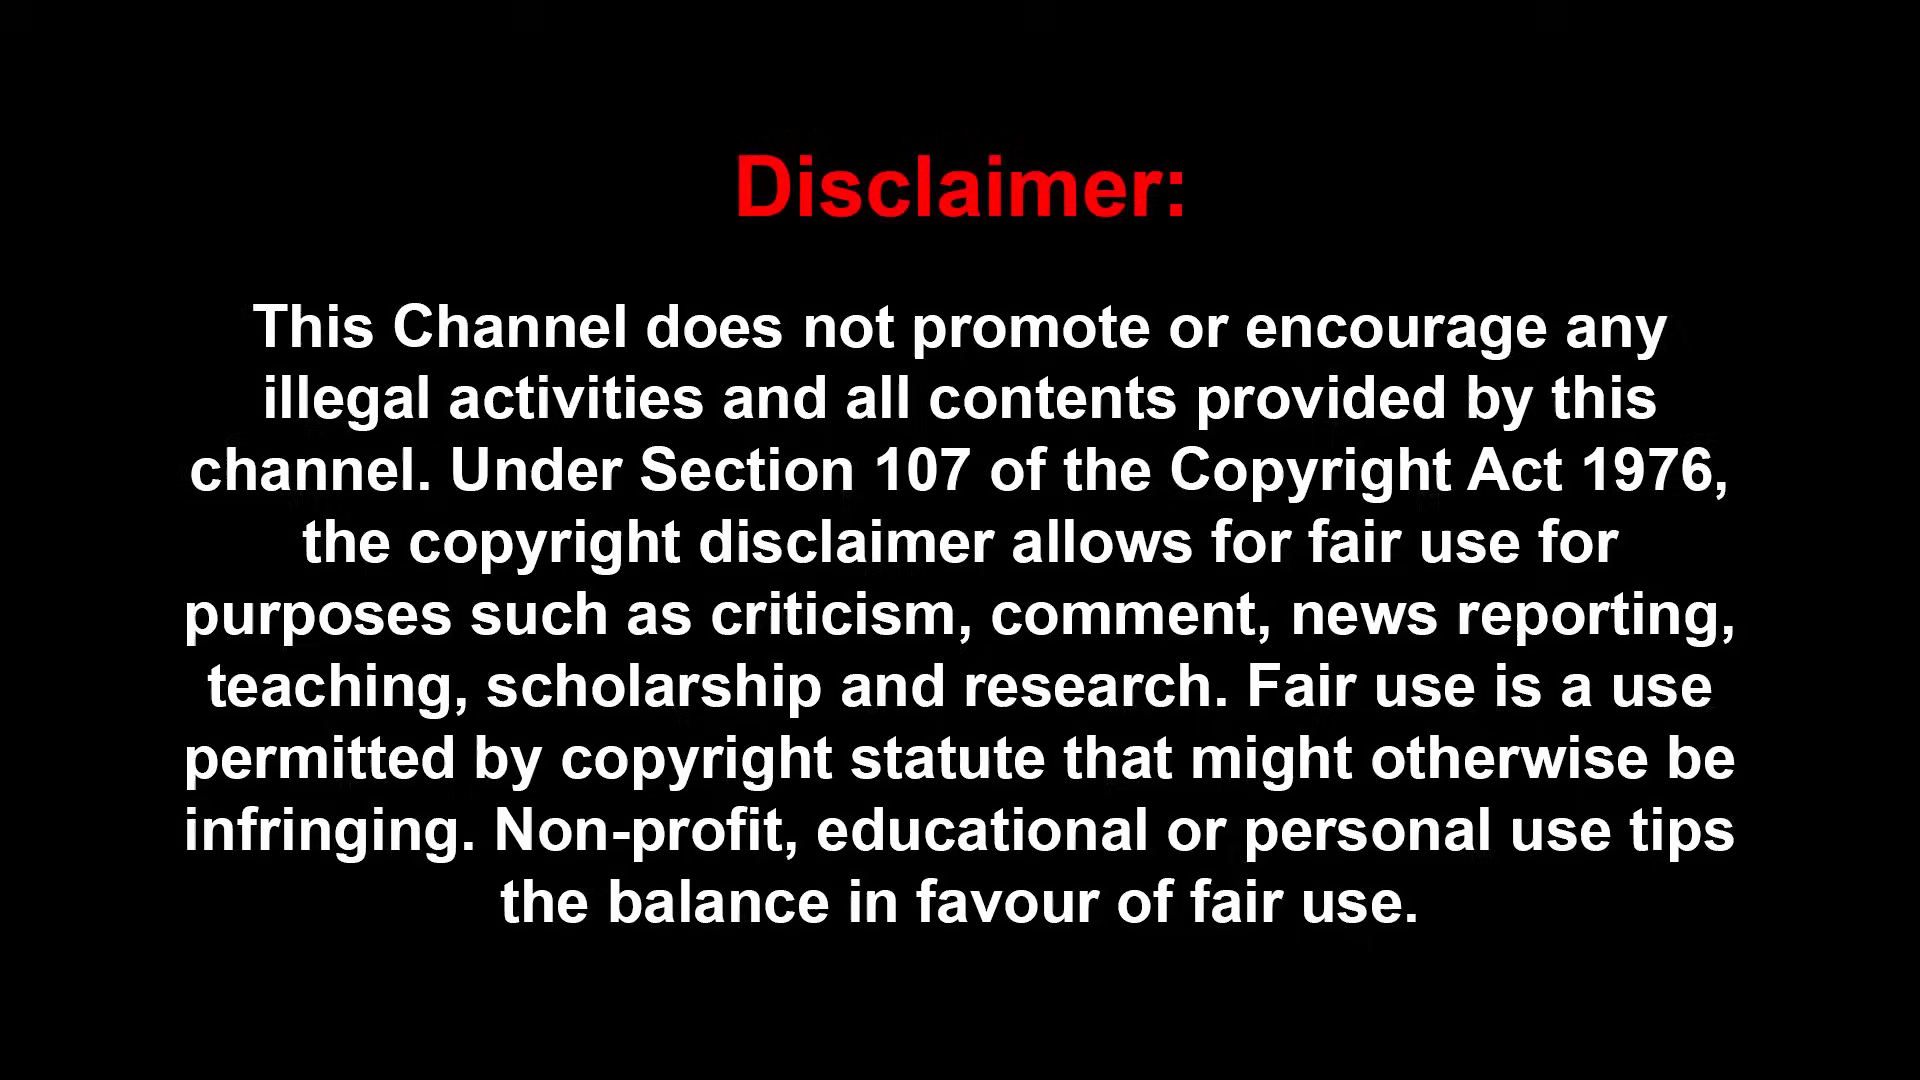 Disclaimer:
This Channel does not promote or encourage any
illegal activities and all contents provided by this
channel. Under Section 107 of the Copyright Act 1976,
the copyright disclaimer allows for fair use for
purposes such as criticism, comment, news reporting,
teaching, scholarship and research. Fair use is a use
permitted by copyright statute that might otherwise be
infringing. Non-profit, educational or personal use tips
the balance in favour of fair use.